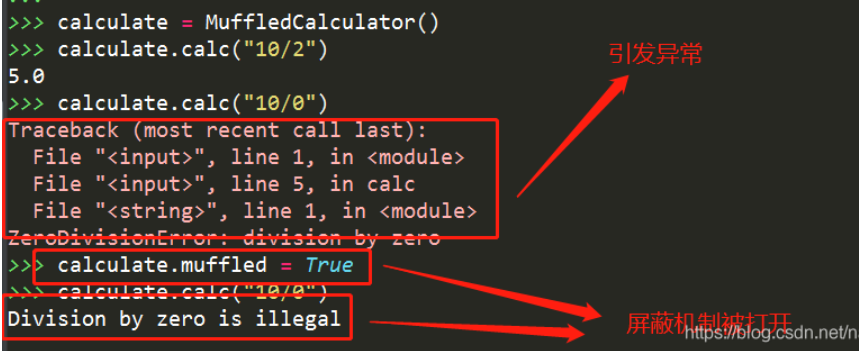 >>> calculate = MuffledCalculator()
>>> calculate.calc("10/2")
引发异常
5.0
>>> calculate.calc("10/0")
Traceback (most recent call last):
File "<input>", line 1, in <module>
File "<input>", line 5, in calc
File "<string>", line 1, in <module>
ZeroDivisionError: division by zero
>>> calculate.muffled = True
>>> calculate.calc("10/0")
Division by zero is illegal
屏蔽机制被打开
https://blog.csdn.net/n